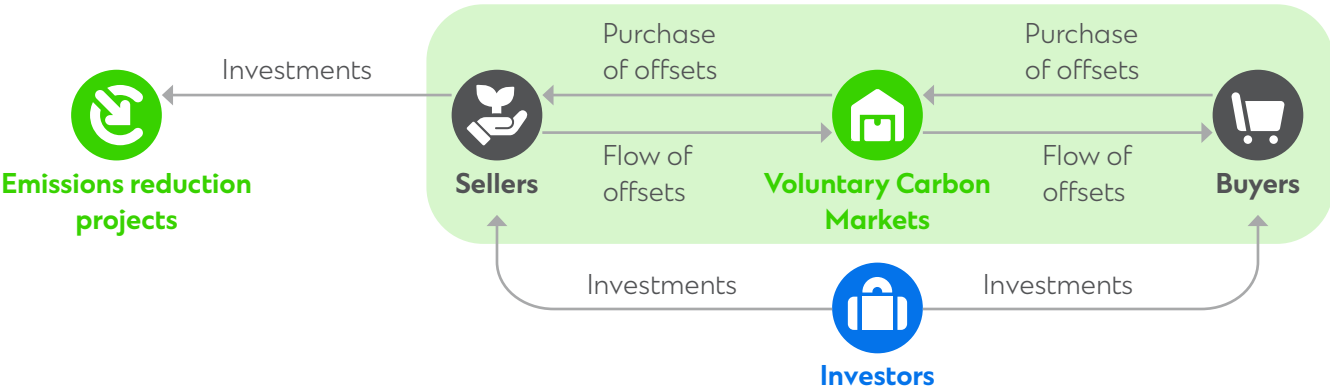 Purchase
of offsets
Purchase
of offsets
Investments
Emissions reduction
projects
Sellers
Flow of
offsets
Voluntary Carbon
Markets
Flow of
offsets
Buyers
Investments
Investments
Investors